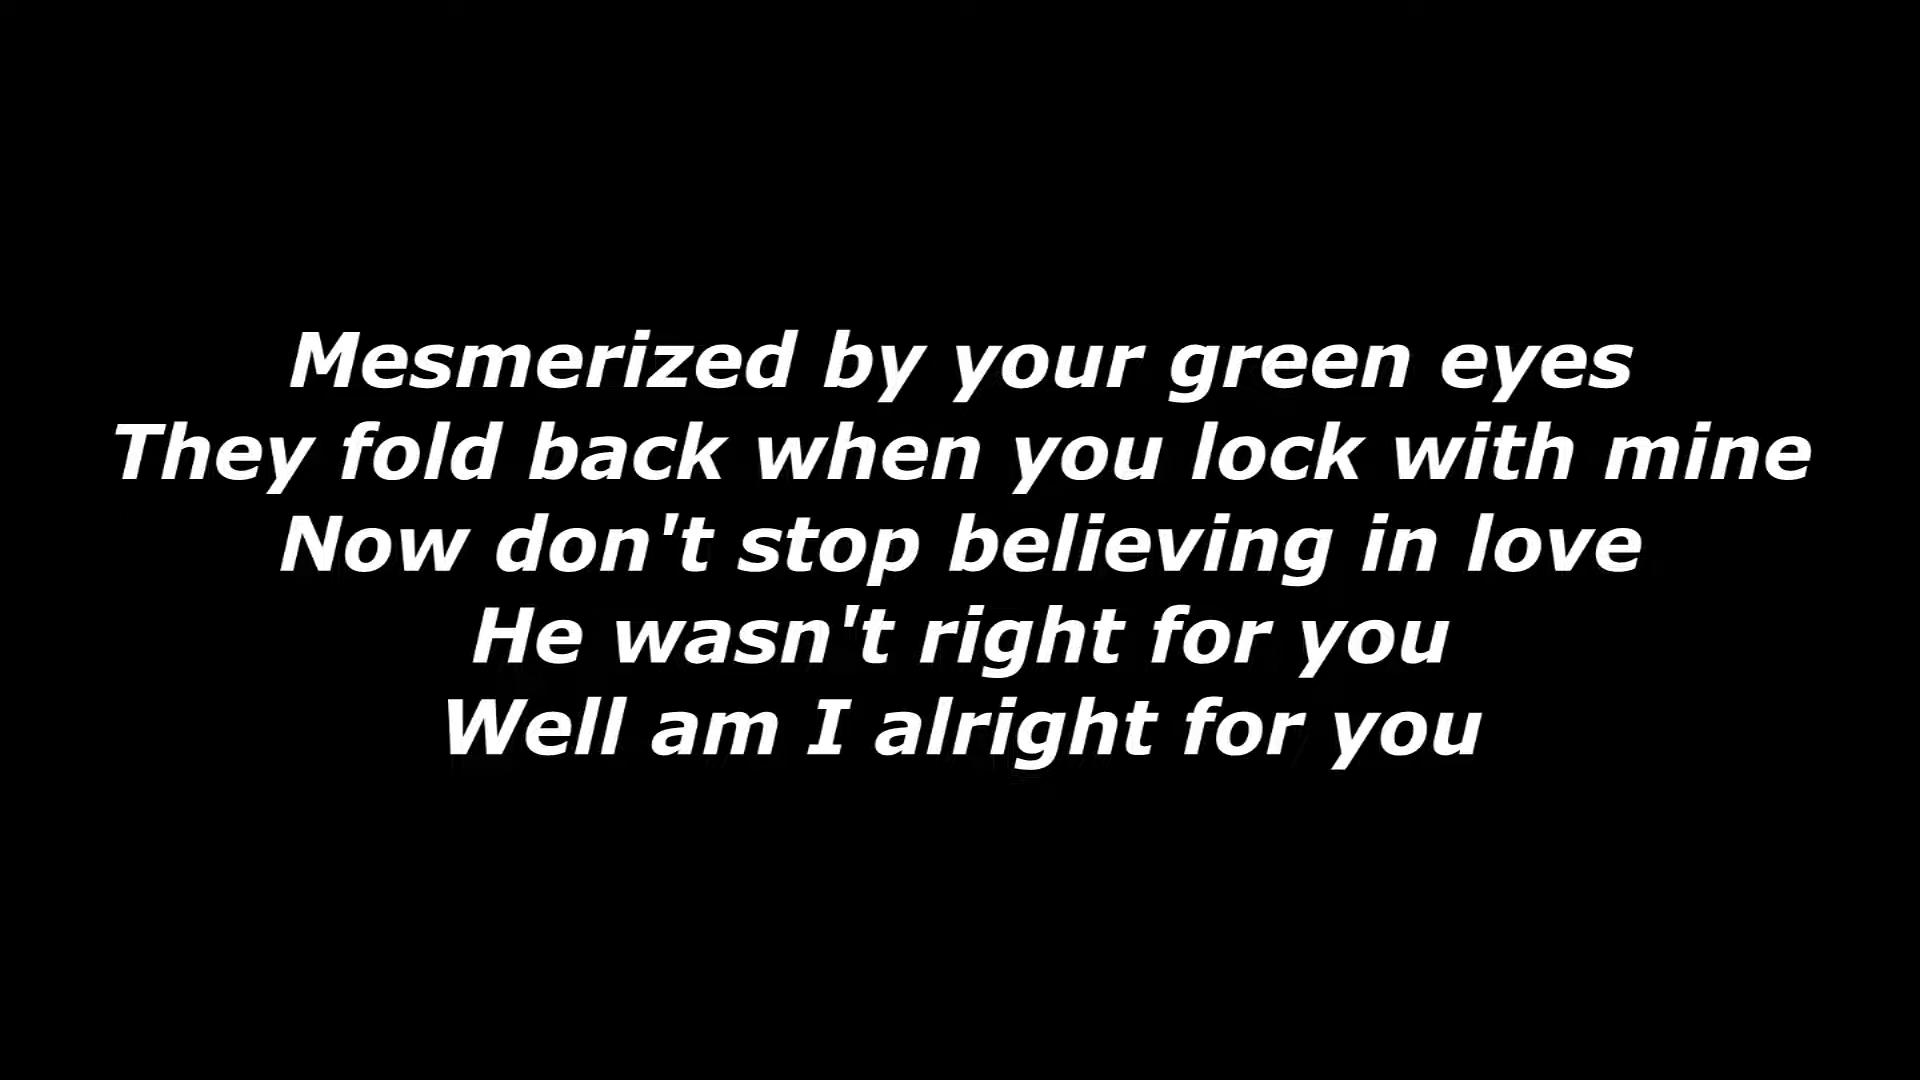 Mesmerized by your green eyes
They fold back when you lock with mine
Now don't stop believing in love
He wasn't right for you
Well am I alright for you